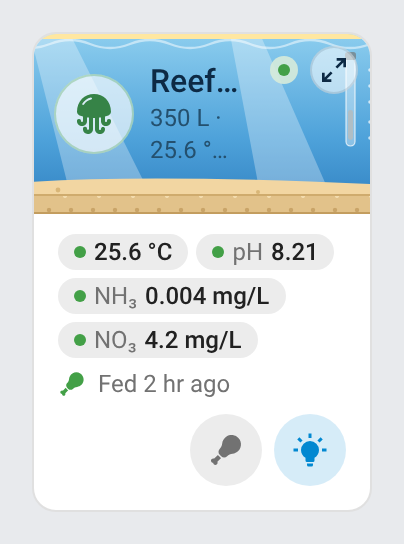 Reef…
350 L ·
25.6 °…
25.6 °C pH 8.21
NH₃ 0.004 mg/L
NO₃ 4.2 mg/L
Fed 2 hr ago